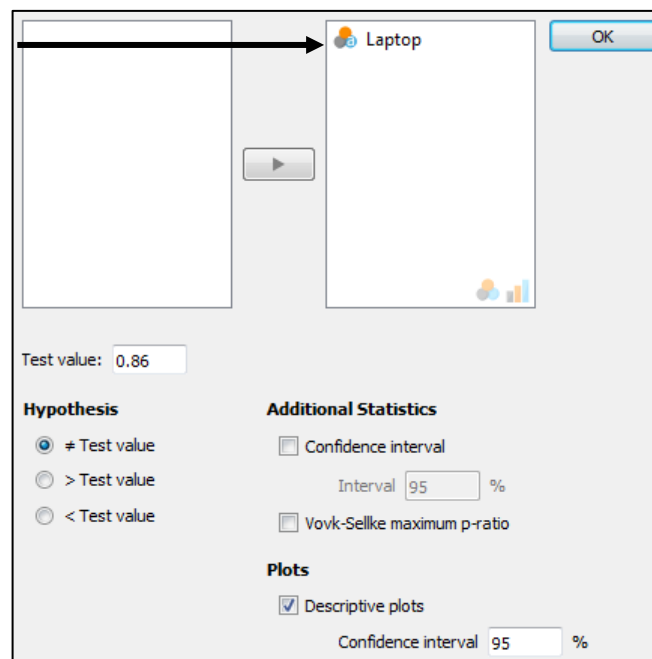 Laptop
OK
Test value: 0.86
Hypothesis
≠ Test value
> Test value
< Test value
Additional Statistics
Confidence interval
Interval 95 %
Vovk-Sellke maximum p-ratio
Plots
Descriptive plots
Confidence interval 95 %